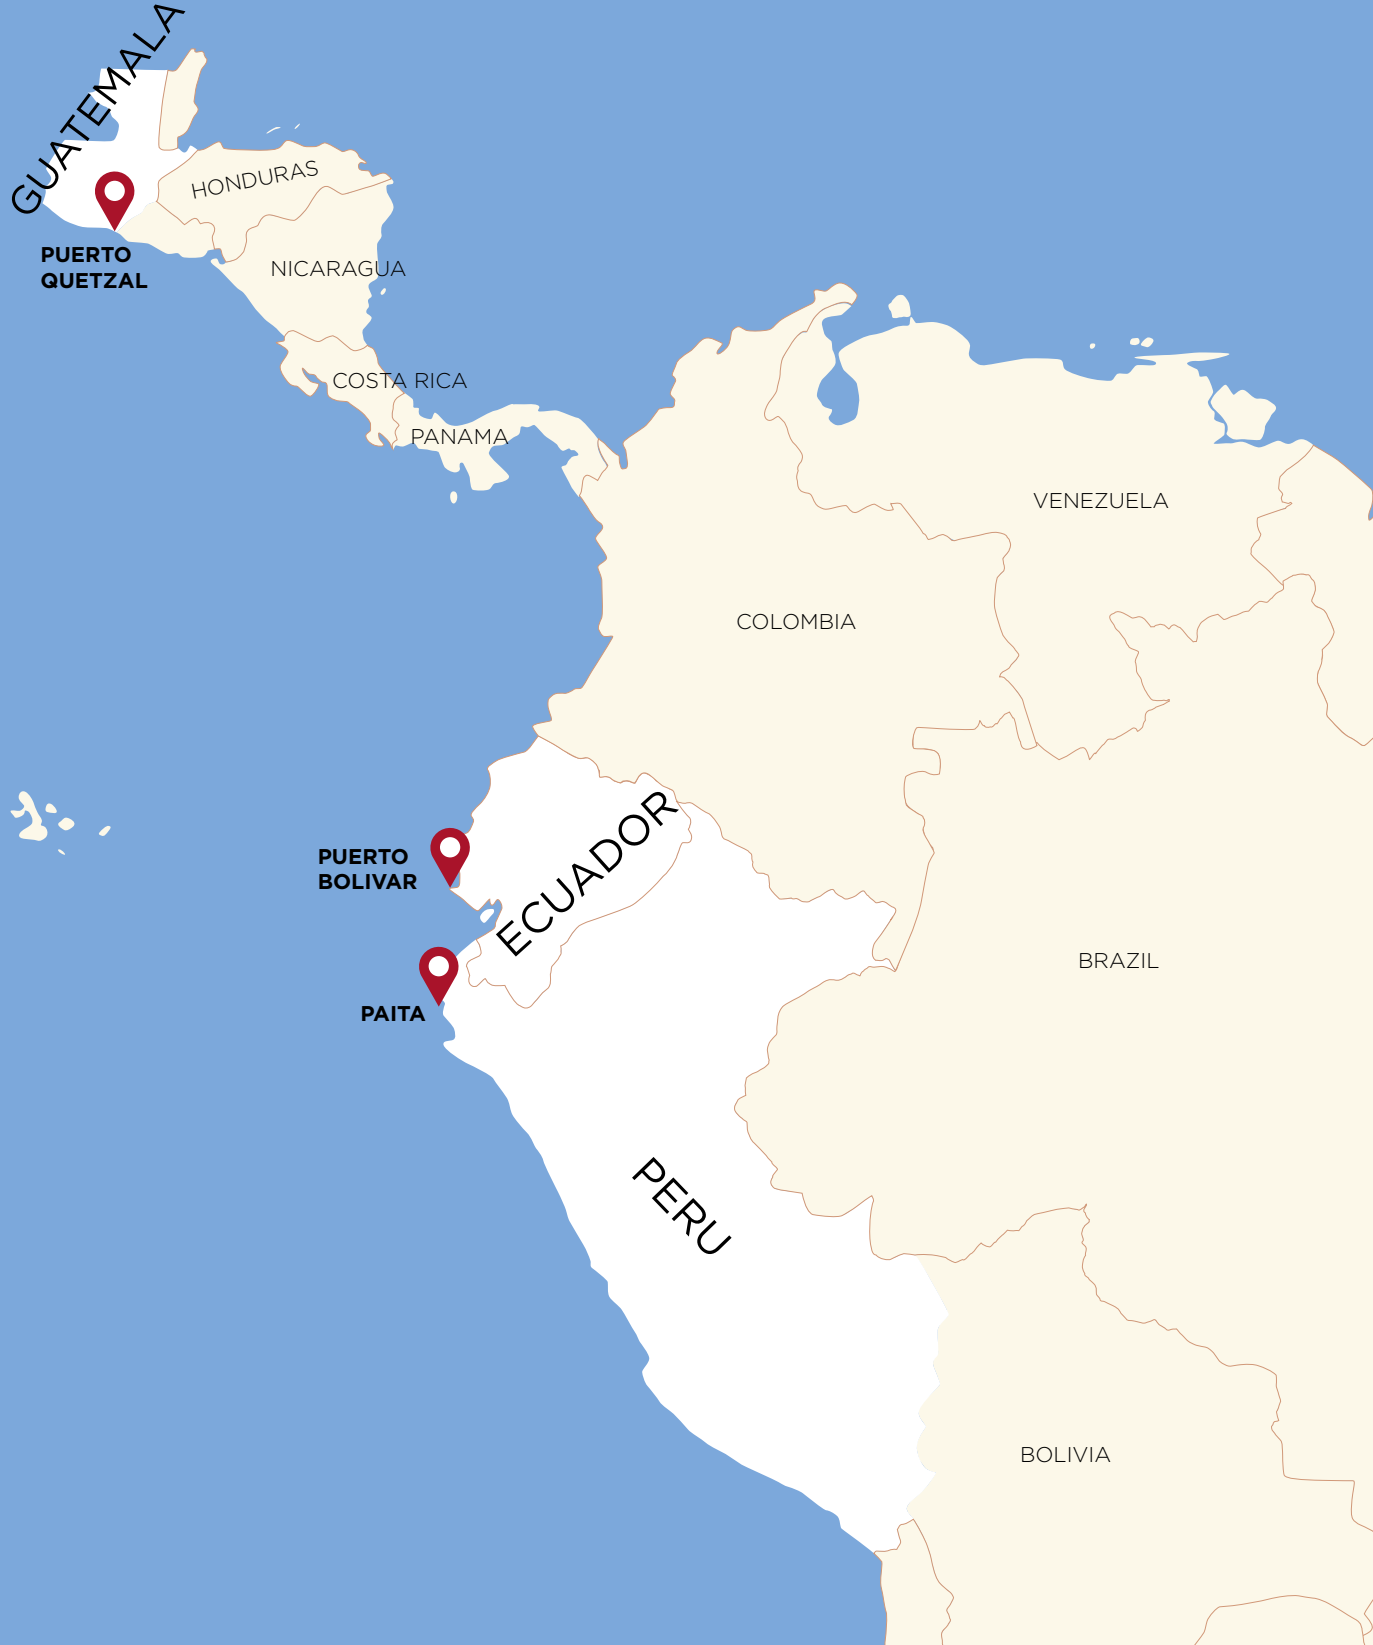 GUATEMALA
HONDURAS
PUERTO
QUETZAL
NICARAGUA
COSTA RICA
PANAMA
VENEZUELA
COLOMBIA
ECUADOR
PUERTO
BOLIVAR
BRAZIL
PAITA
PERU
BOLIVIA